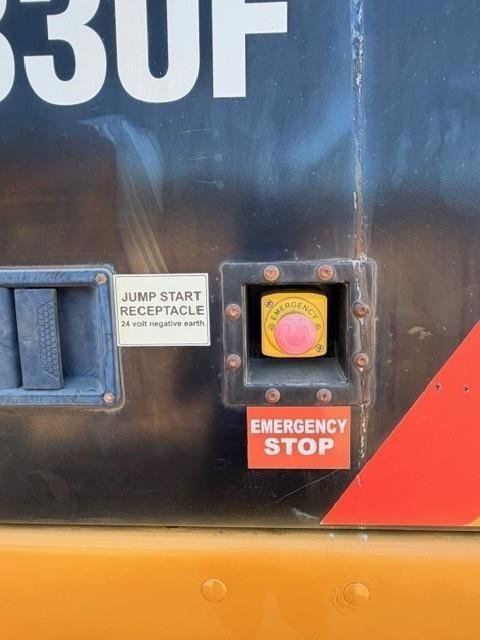 330F
JUMP START
RECEPTACLE
24 volt negative earth
EMERGENCY
EMERGENCY
STOP